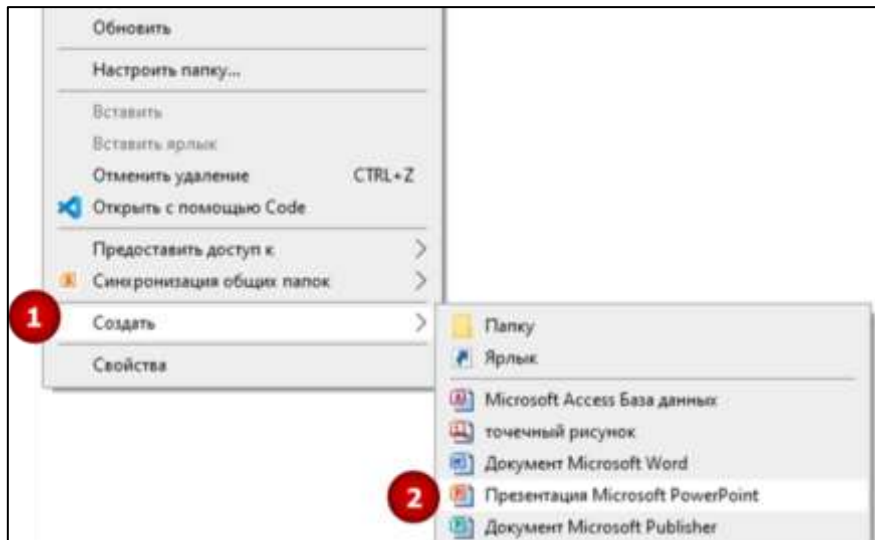 Обновить
Настроить папку...
Вставить
Вставить ярлык
Отменить удаление CTRL+Z
Открыть с помощью Code
Предоставить доступ к
Синхронизация общих папок
1 Создать
Свойства
Папку
Ярлык
Microsoft Access База данных
точечный рисунок
Документ Microsoft Word
2 Презентация Microsoft PowerPoint
Документ Microsoft Publisher